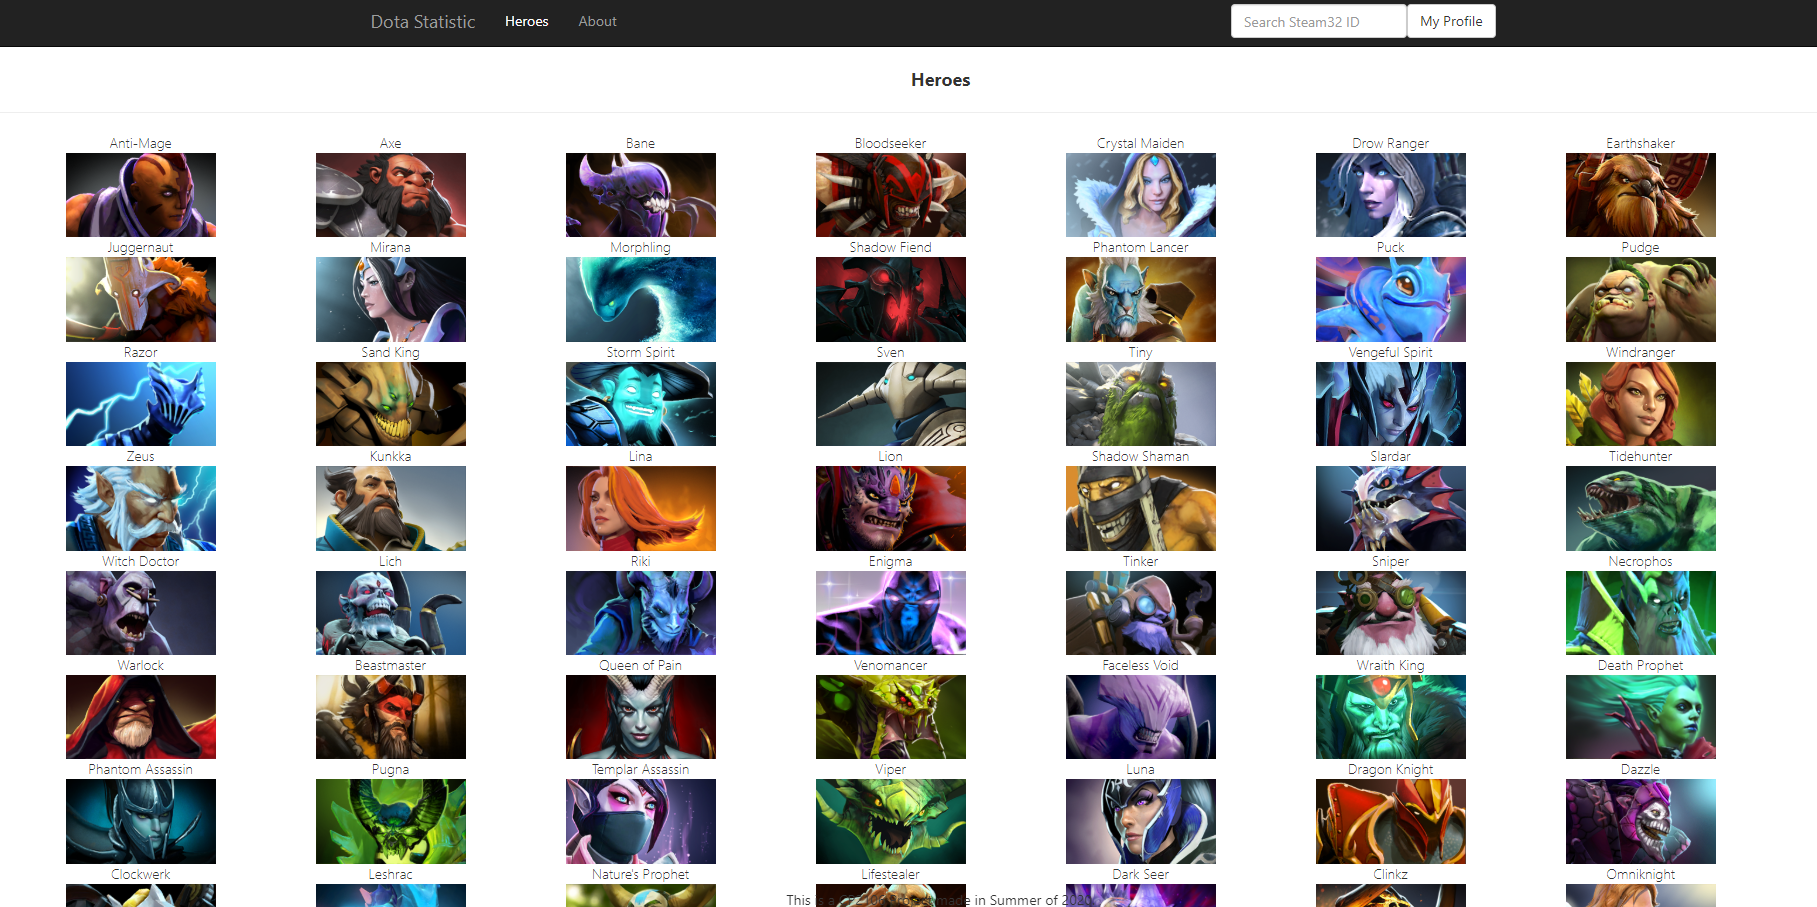 Dota Statistic Heroes About Search Steam32 ID My Profile
Heroes
Anti-Mage Axe Bane Bloodseeker Crystal Maiden Drow Ranger Earthshaker
Juggernaut Mirana Morphling Shadow Fiend Phantom Lancer Puck Pudge
Razor Sand King Storm Spirit Sven Tiny Vengeful Spirit Windranger
Zeus Kunkka Lina Lion Shadow Shaman Slardar Tidehunter
Witch Doctor Lich Riki Enigma Tinker Sniper Necrophos
Warlock Beastmaster Queen of Pain Venomancer Faceless Void Wraith King Death Prophet
Phantom Assassin Pugna Templar Assassin Viper Luna Dragon Knight Dazzle
Clockwerk Leshrac Nature's Prophet Lifestealer Dark Seer Clinkz Omniknight
This is a made in Summer of 2020